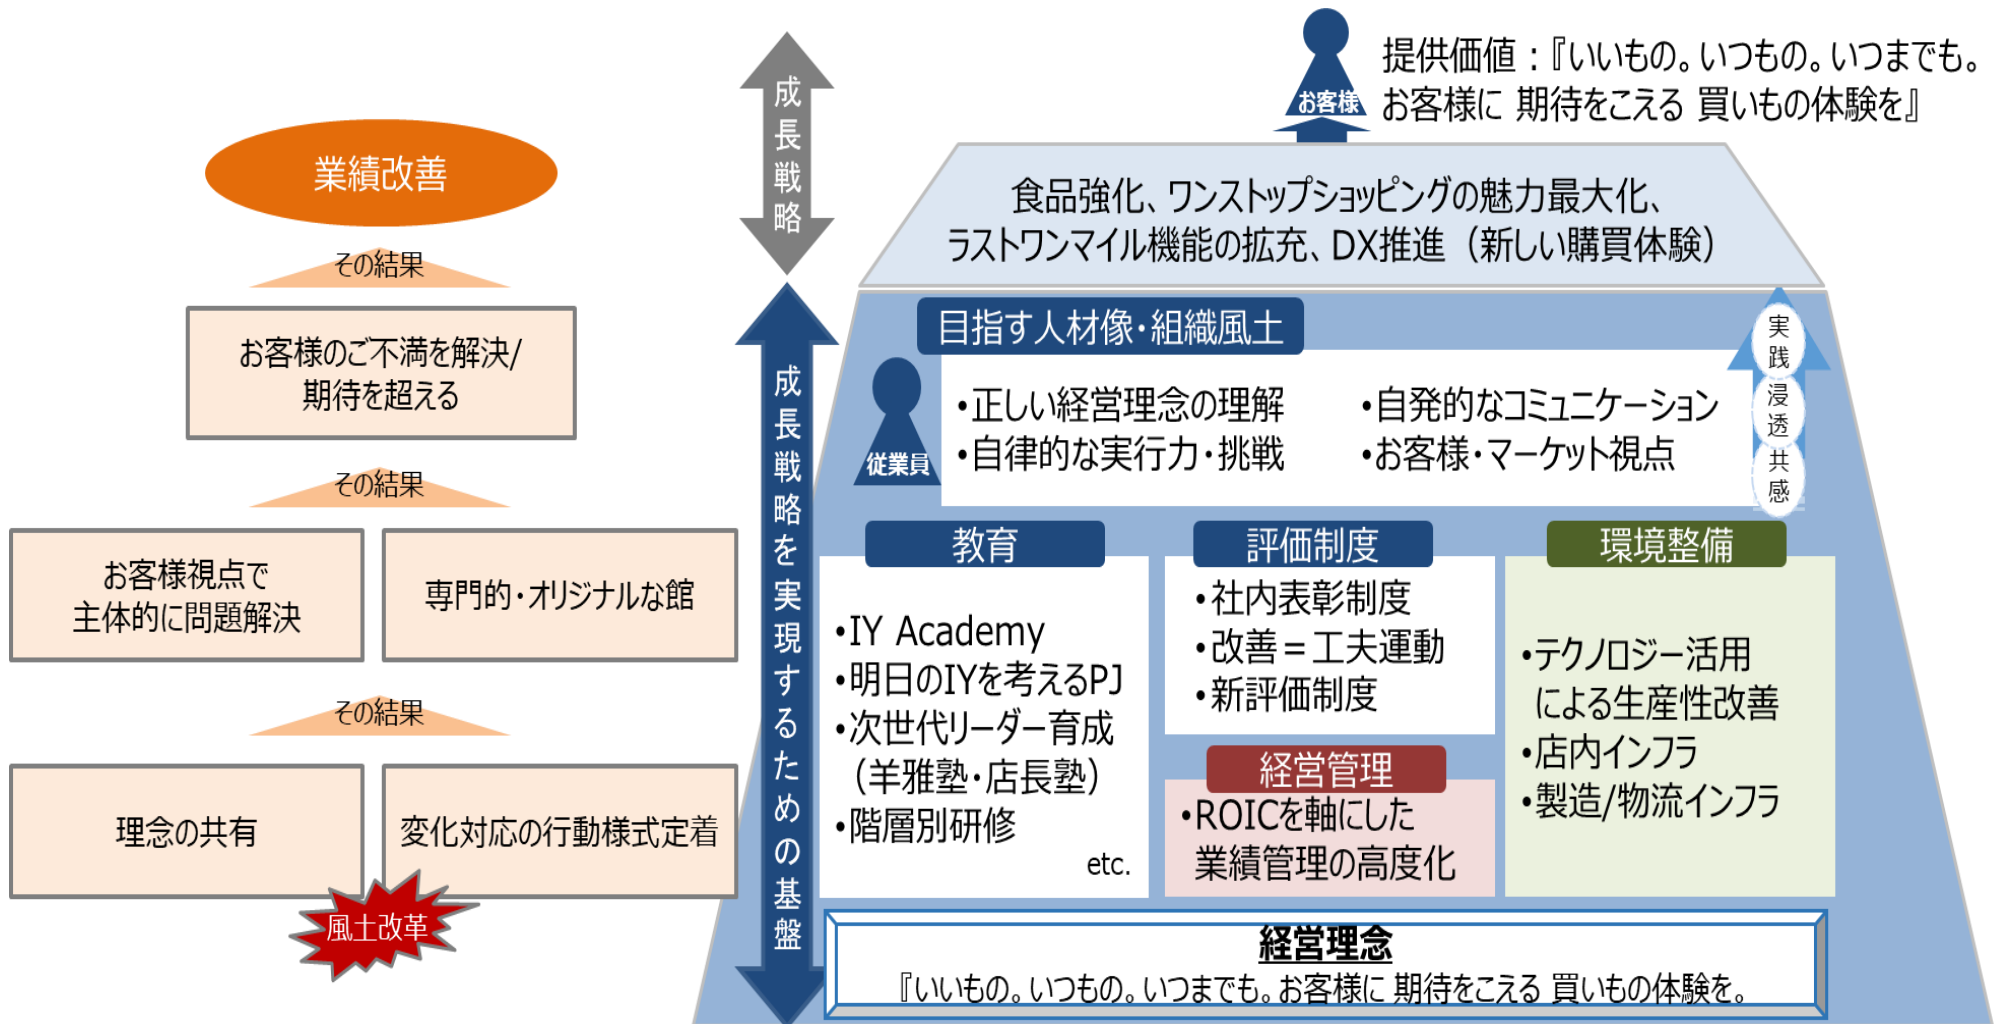 業績改善
その結果
お客様のご不満を解決/
期待を超える
その結果
お客様視点で
主体的に問題解決
専門的・オリジナルな館
その結果
理念の共有
変化対応の行動様式定着
風土改革
成長戦略
成長戦略を実現するための基盤
お客様
提供価値：『いいもの。いつもの。いつまでも。
お客様に 期待をこえる 買いもの体験を』
食品強化、ワンストップショッピングの魅力最大化、
ラストワンマイル機能の拡充、DX推進（新しい購買体験）
目指す人材像・組織風土
従業員
・正しい経営理念の理解
・自律的な実行力・挑戦
・自発的なコミュニケーション
・お客様・マーケット視点
実践
浸透
共感
教育
・IY Academy
・明日のIYを考えるPJ
・次世代リーダー育成
（羊雅塾・店長塾）
・階層別研修
etc.
評価制度
・社内表彰制度
・改善＝工夫運動
・新評価制度
経営管理
・ROICを軸にした
業績管理の高度化
環境整備
・テクノロジー活用
による生産性改善
・店内インフラ
・製造/物流インフラ
経営理念
『いいもの。いつもの。いつまでも。お客様に 期待をこえる 買いもの体験を。